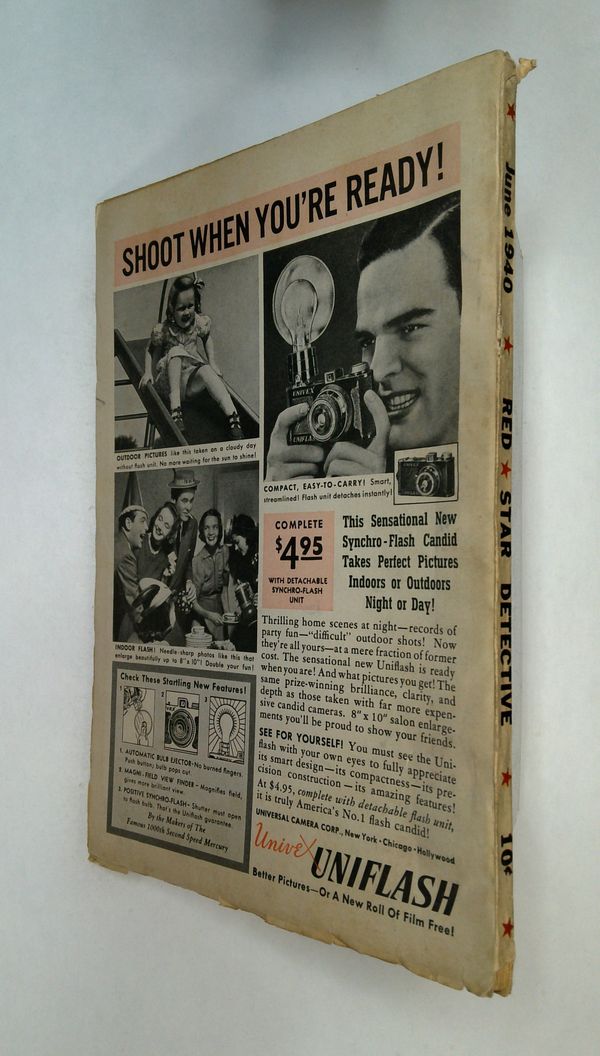 SHOOT WHEN YOU'RE READY!
OUTDOOR PICTURES like this taken on a cloudy day
without flash unit. No more waiting for the sun to shine!
UNIVEX
UNIFLASH
COMPACT, EASY-TO-CARRY! Smart,
streamlined! Flash unit detaches instantly!
INDOOR FLASH! Needle-sharp photos like this that
enlarge beautifully up to 8"x10"! Double your fun!
COMPLETE
$4.95
WITH DETACHABLE
SYNCHRO-FLASH
UNIT
This Sensational New
Synchro-Flash Candid
Takes Perfect Pictures
Indoors or Outdoors
Night or Day!
Thrilling home scenes at night—records of
party fun—"difficult" outdoor shots! Now
they're all yours—at a mere fraction of former
cost. The sensational new Uniflash is ready
when you are! And what pictures you get! The
same prize-winning brilliance, clarity, and
depth as those taken with far more expen-
sive candid cameras. 8" x 10" salon enlarge-
ments you'll be proud to show your friends.
SEE FOR YOURSELF! You must see the Uni-
flash with your own eyes to fully appreciate
its smart design—its compactness—its pre-
cision construction—its amazing features!
At $4.95, complete with detachable flash unit,
it is truly America's No. 1 flash candid!
UNIVERSAL CAMERA CORP., New York • Chicago • Hollywood
Univex UNIFLASH
Better Pictures—Or A New Roll Of Film Free!
Check These Startling New Features!
1 2 3
1. AUTOMATIC BULB EJECTOR-No burned fingers.
Push button; bulb pops out.
2. MAGNI-FIELD VIEW FINDER-Magnifies field,
gives more brilliant view.
3. POSITIVE SYNCHRO-FLASH- Shutter must open
to flash bulb. That's the Uniflash guarantee.
By the Makers of The
Famous 1000th Second Speed Mercury
June 1940 ★ RED ★ STAR DETECTIVE ★ 10¢